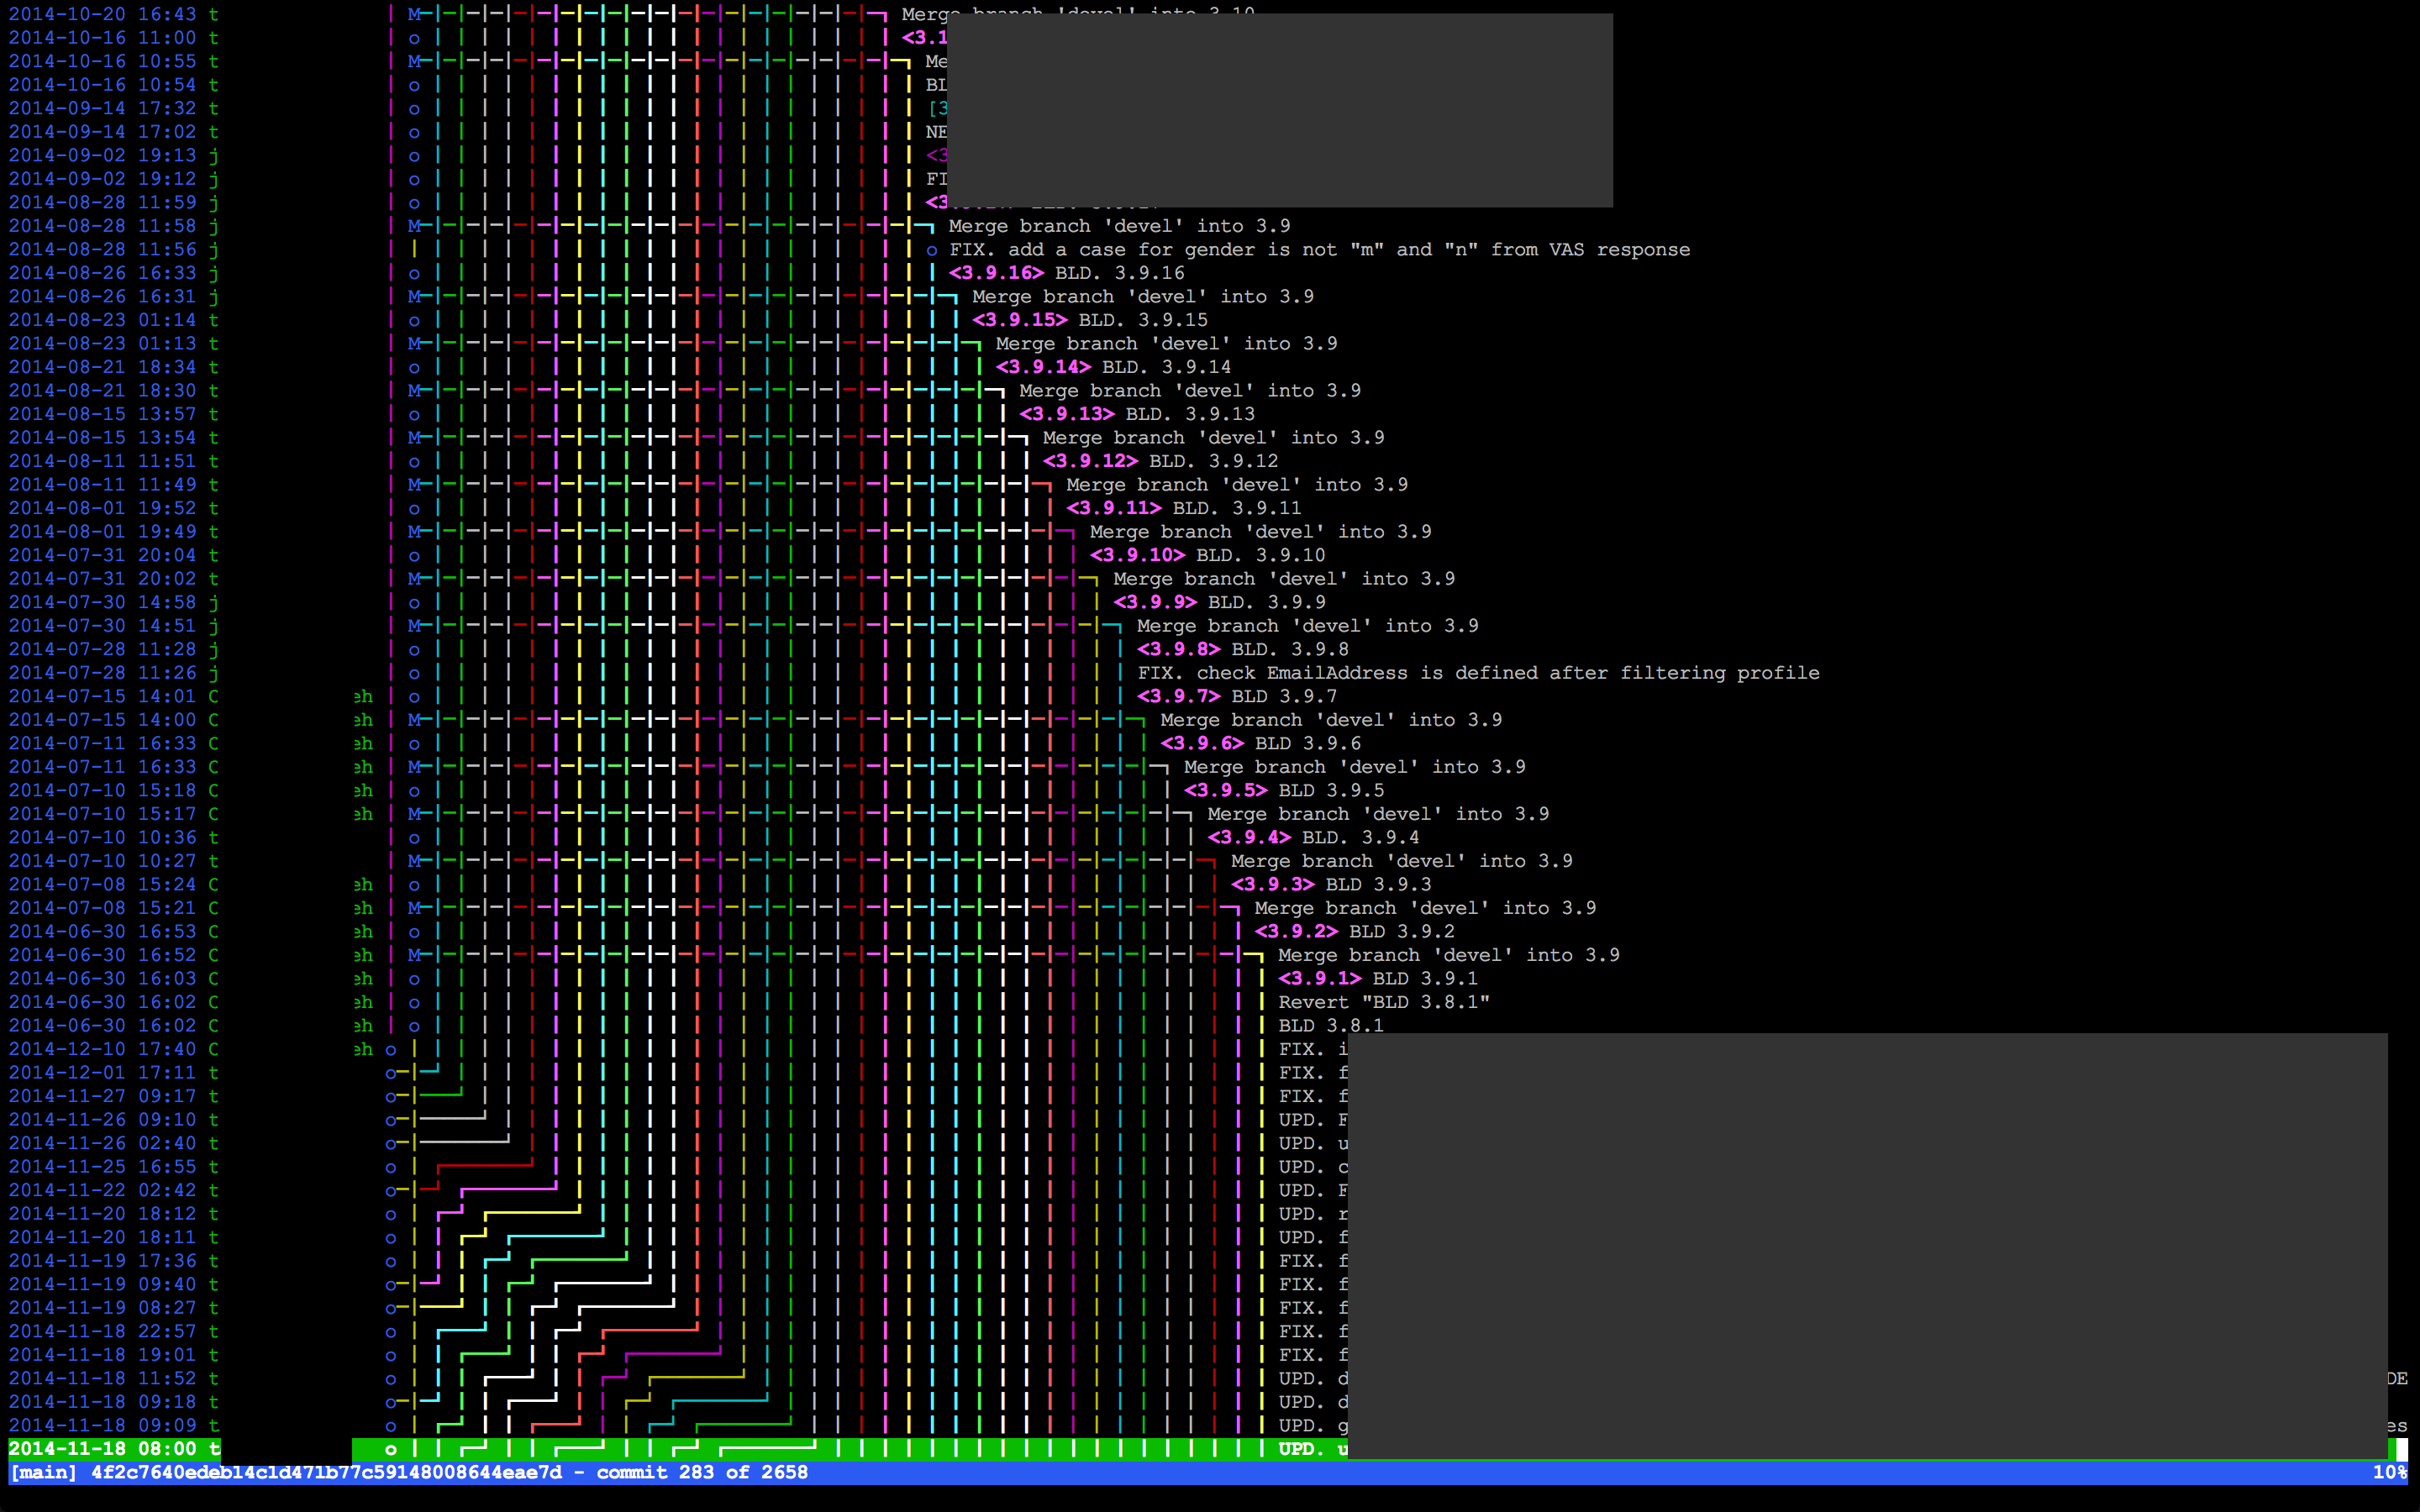 2014-10-20 16:43 t M Merge branch 'devel' into 3.10
2014-10-16 11:00 t o <3.1
2014-10-16 10:55 t M Me
2014-10-16 10:54 t o BL
2014-09-14 17:32 t o [3
2014-09-14 17:02 t o NE
2014-09-02 19:13 j o <3
2014-09-02 19:12 j o FI
2014-08-28 11:59 j o <3
2014-08-28 11:58 j M Merge branch 'devel' into 3.9
2014-08-28 11:56 j o FIX. add a case for gender is not "m" and "n" from VAS response
2014-08-26 16:33 j o <3.9.16> BLD. 3.9.16
2014-08-26 16:31 j M Merge branch 'devel' into 3.9
2014-08-23 01:14 t o <3.9.15> BLD. 3.9.15
2014-08-23 01:13 t M Merge branch 'devel' into 3.9
2014-08-21 18:34 t o <3.9.14> BLD. 3.9.14
2014-08-21 18:30 t M Merge branch 'devel' into 3.9
2014-08-15 13:57 t o <3.9.13> BLD. 3.9.13
2014-08-15 13:54 t M Merge branch 'devel' into 3.9
2014-08-11 11:51 t o <3.9.12> BLD. 3.9.12
2014-08-11 11:49 t M Merge branch 'devel' into 3.9
2014-08-01 19:52 t o <3.9.11> BLD. 3.9.11
2014-08-01 19:49 t M Merge branch 'devel' into 3.9
2014-07-31 20:04 t o <3.9.10> BLD. 3.9.10
2014-07-31 20:02 t M Merge branch 'devel' into 3.9
2014-07-30 14:58 j o <3.9.9> BLD. 3.9.9
2014-07-30 14:51 j M Merge branch 'devel' into 3.9
2014-07-28 11:28 j o <3.9.8> BLD. 3.9.8
2014-07-28 11:26 j o FIX. check EmailAddress is defined after filtering profile
2014-07-15 14:01 C eh o <3.9.7> BLD 3.9.7
2014-07-15 14:00 C eh M Merge branch 'devel' into 3.9
2014-07-11 16:33 C eh o <3.9.6> BLD 3.9.6
2014-07-11 16:33 C eh M Merge branch 'devel' into 3.9
2014-07-10 15:18 C eh o <3.9.5> BLD 3.9.5
2014-07-10 15:17 C eh M Merge branch 'devel' into 3.9
2014-07-10 10:36 t o <3.9.4> BLD. 3.9.4
2014-07-10 10:27 t M Merge branch 'devel' into 3.9
2014-07-08 15:24 C eh o <3.9.3> BLD 3.9.3
2014-07-08 15:21 C eh M Merge branch 'devel' into 3.9
2014-06-30 16:53 C eh o <3.9.2> BLD 3.9.2
2014-06-30 16:52 C eh M Merge branch 'devel' into 3.9
2014-06-30 16:03 C eh o <3.9.1> BLD 3.9.1
2014-06-30 16:02 C eh o Revert "BLD 3.8.1"
2014-06-30 16:02 C eh o BLD 3.8.1
2014-12-10 17:40 C eh o FIX. i
2014-12-01 17:11 t o FIX. f
2014-11-27 09:17 t o FIX. f
2014-11-26 09:10 t o UPD. F
2014-11-26 02:40 t o UPD. u
2014-11-25 16:55 t o UPD. c
2014-11-22 02:42 t o UPD. F
2014-11-20 18:12 t o UPD. r
2014-11-20 18:11 t o UPD. f
2014-11-19 17:36 t o FIX. f
2014-11-19 09:40 t o FIX. f
2014-11-19 08:27 t o FIX. f
2014-11-18 22:57 t o FIX. f
2014-11-18 19:01 t o FIX. f
2014-11-18 11:52 t o UPD. d DE
2014-11-18 09:18 t o UPD. d
2014-11-18 09:09 t o UPD. g es
2014-11-18 08:00 t o UPD. u
[main] 4f2c7640edeb14c1d471b77c59148008644eae7d - commit 283 of 2658 10%